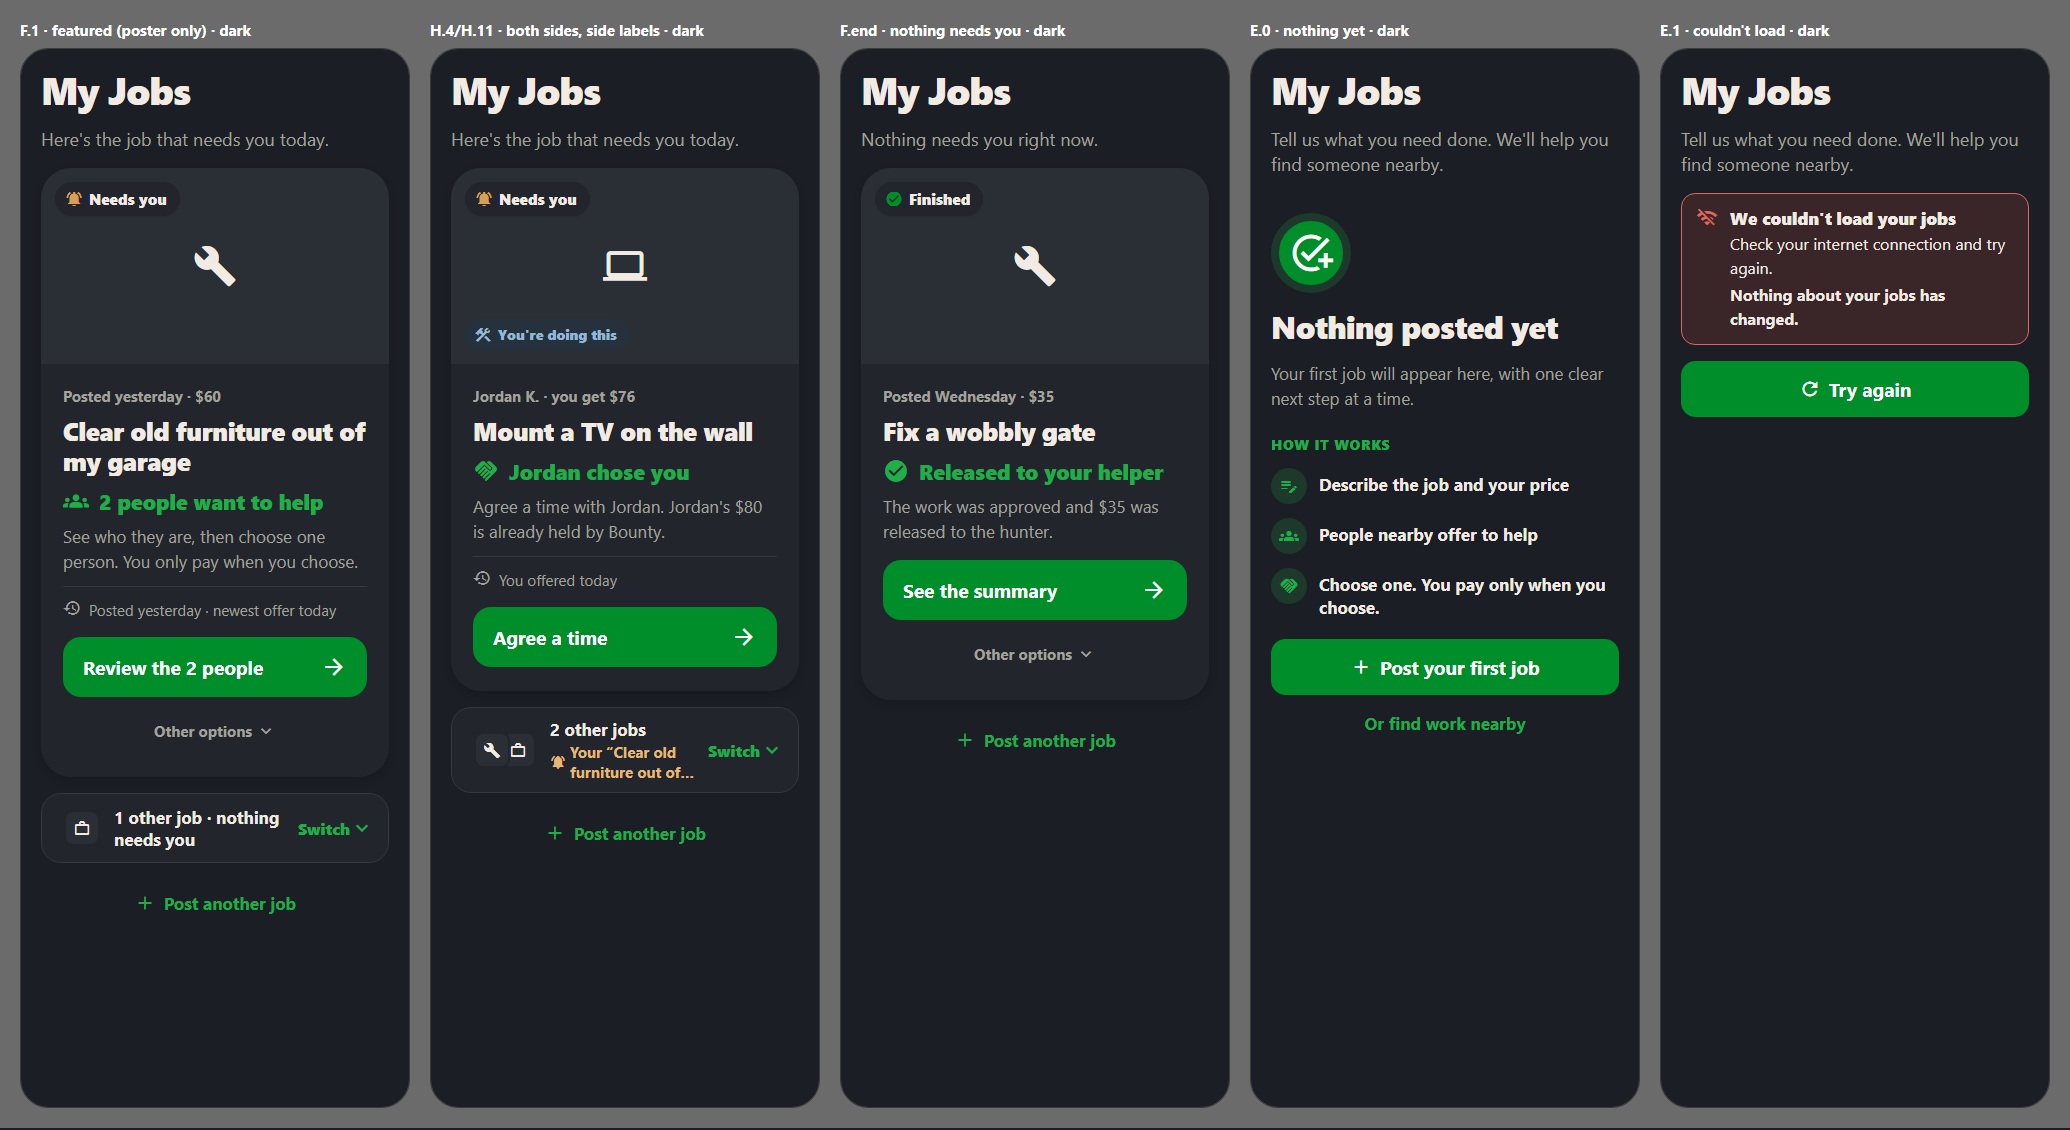 F.1 · featured (poster only) · dark
My Jobs
Here's the job that needs you today.
Needs you
Posted yesterday · $60
Clear old furniture out of
my garage
2 people want to help
See who they are, then choose one
person. You only pay when you choose.
Posted yesterday · newest offer today
Review the 2 people
Other options
1 other job · nothing
needs you
Switch
Post another job
H.4/H.11 · both sides, side labels · dark
My Jobs
Here's the job that needs you today.
Needs you
You're doing this
Jordan K. · you get $76
Mount a TV on the wall
Jordan chose you
Agree a time with Jordan. Jordan's $80
is already held by Bounty.
You offered today
Agree a time
2 other jobs
Your “Clear old
furniture out of...
Switch
Post another job
F.end · nothing needs you · dark
My Jobs
Nothing needs you right now.
Finished
Posted Wednesday · $35
Fix a wobbly gate
Released to your helper
The work was approved and $35 was
released to the hunter.
See the summary
Other options
Post another job
E.0 · nothing yet · dark
My Jobs
Tell us what you need done. We'll help you
find someone nearby.
Nothing posted yet
Your first job will appear here, with one clear
next step at a time.
HOW IT WORKS
Describe the job and your price
People nearby offer to help
Choose one. You pay only when you
choose.
Post your first job
Or find work nearby
E.1 · couldn't load · dark
My Jobs
Tell us what you need done. We'll help you
find someone nearby.
We couldn't load your jobs
Check your internet connection and try
again.
Nothing about your jobs has
changed.
Try again